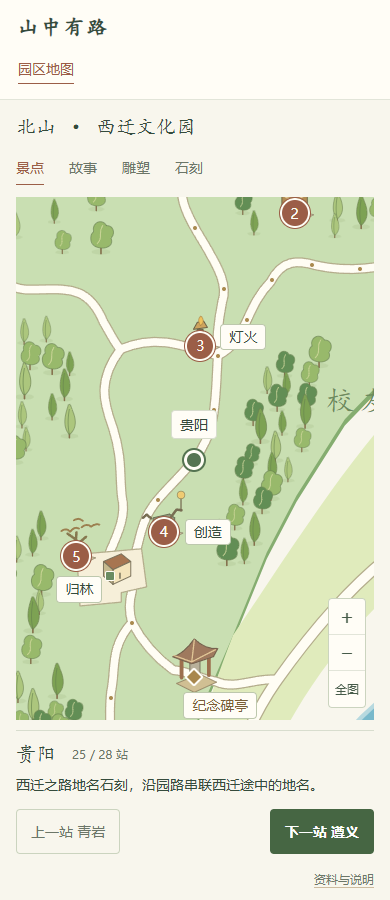 山中有路
园区地图
北山 • 西迁文化园
景点 故事 雕塑 石刻
2
3 灯火
校友
贵阳
4 创造
5
归林
+
−
全图
纪念碑亭
贵阳 25 / 28 站
西迁之路地名石刻，沿园路串联西迁途中的地名。
上一站 青岩 下一站 遵义
资料与说明